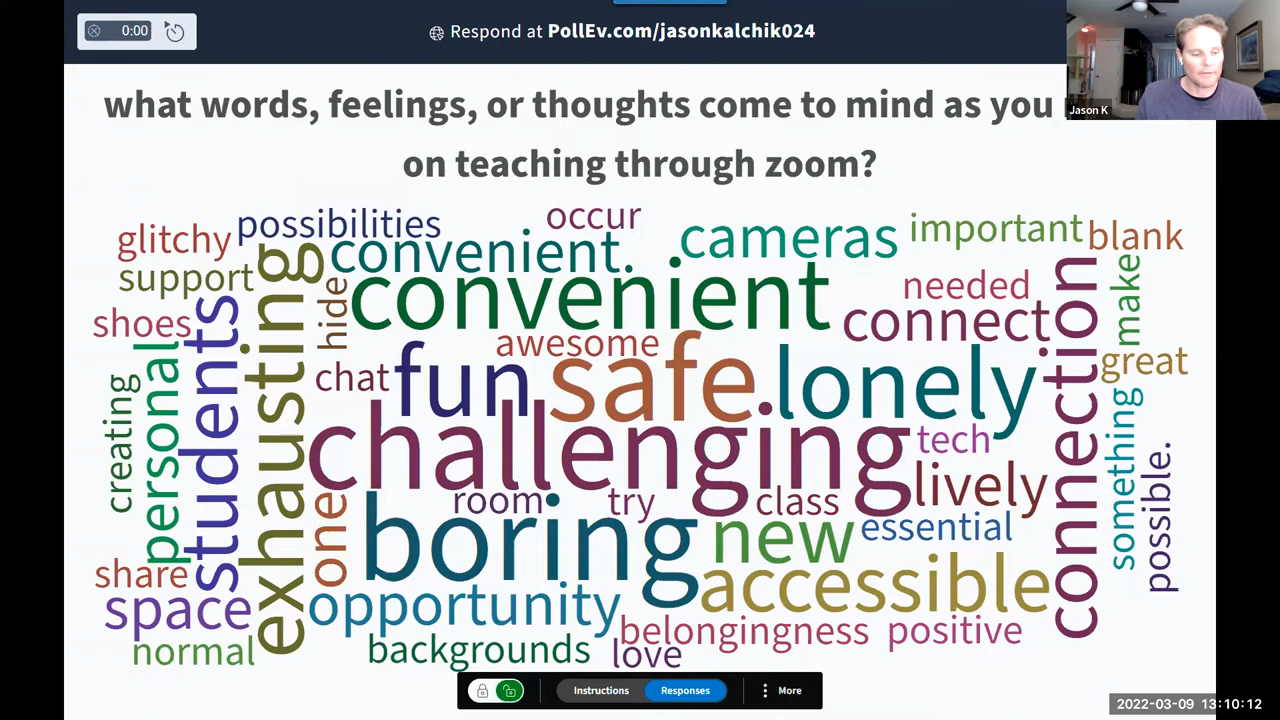 0:00
Respond at PollEv.com/jasonkalchik024
what words, feelings, or thoughts come to mind as you
on teaching through zoom?
Jason K
possibilities
occur
important
glitchy
convenient.
cameras
blank
support
convenient
needed
shoes
hide
connect
make
awesome
students
exhausting
chat
fun
safe
lonely
connection
great
creating
personal
challenging
tech
something
room
try
class
lively
possible.
one
boring
new
essential
share
accessible
space
opportunity
belongingness
positive
normal
backgrounds
love
Instructions
Responses
More
2022-03-09 13:10:12